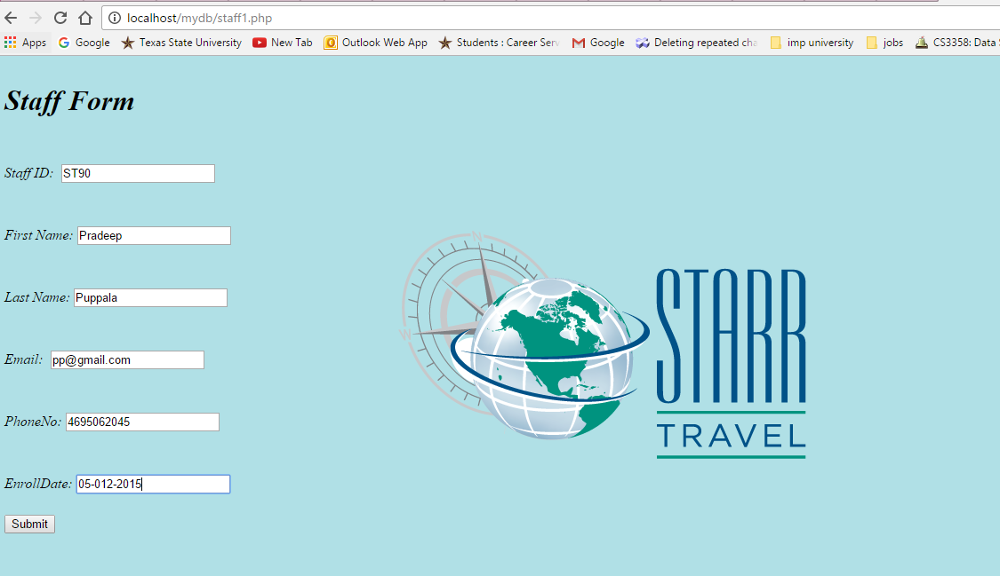 localhost/mydb/staff1.php
Apps Google Texas State University New Tab Outlook Web App Students : Career Serv Google Deleting repeated cha imp university jobs CS3358: Data
Staff Form
Staff ID: ST90
First Name: Pradeep
Last Name: Puppala
Email: pp@gmail.com
PhoneNo: 4695062045
EnrollDate: 05-012-2015
Submit
N
W
STARR
TRAVEL